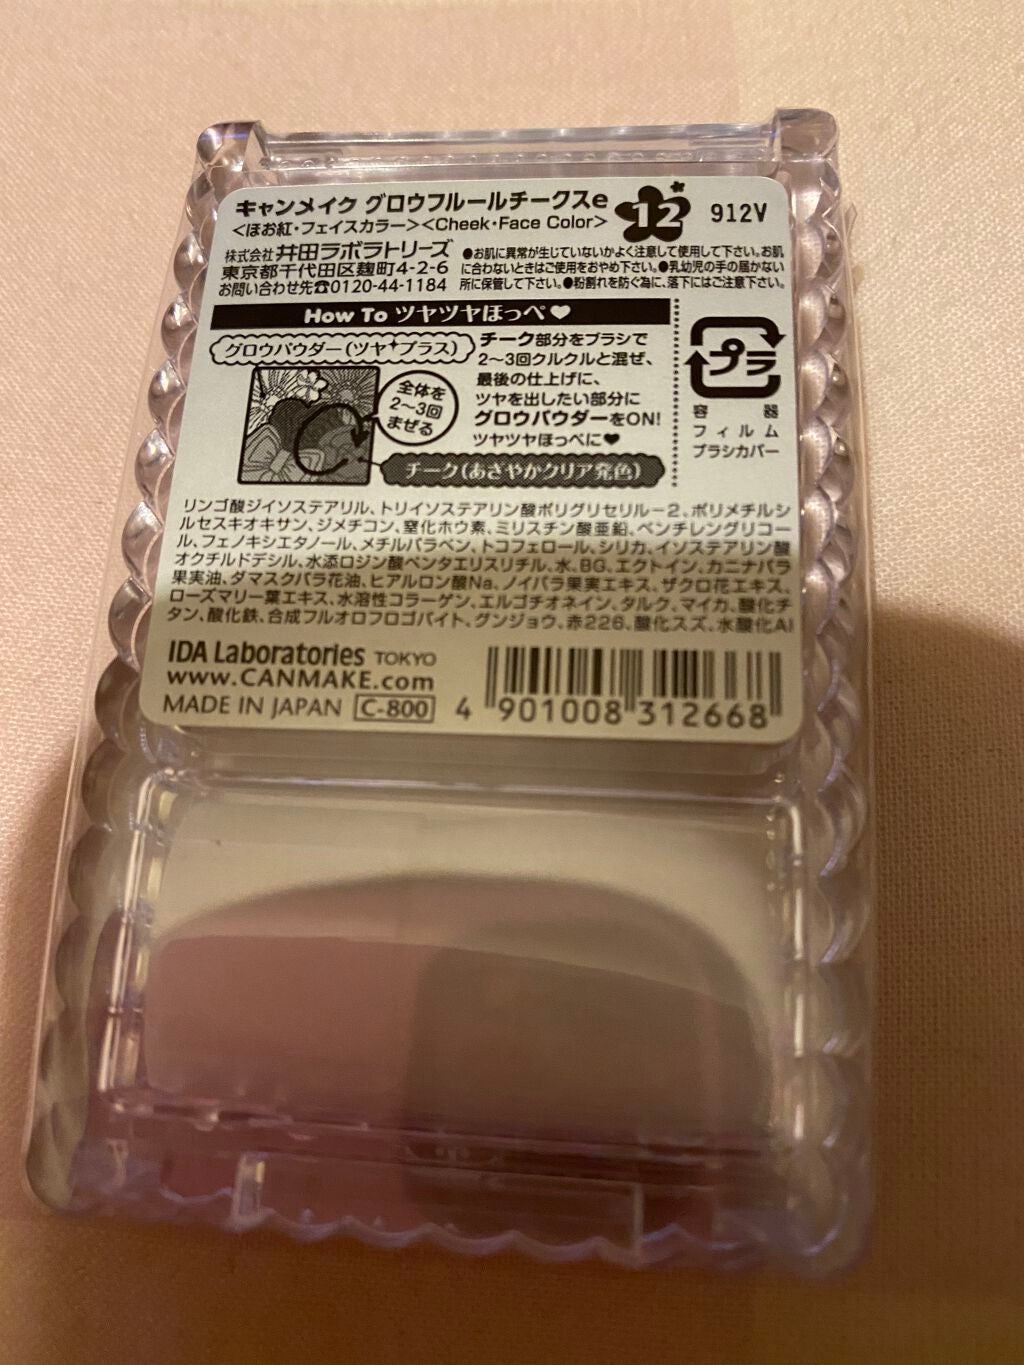 キャンメイク グロウフルールチークスe
12
912V
<ほお紅・フェイスカラー><Cheek・Face Color>
株式会社 井田ラボラトリーズ
東京都千代田区麹町4-2-6
お問い合わせ先☎0120-44-1184
●お肌に異常が生じていないかよく注意して使用して下さい。お肌
に合わないときはご使用をおやめ下さい。●乳幼児の手の届かない
所に保管して下さい。●粉割れを防ぐ為に、落下にはご注意下さい。
How To ツヤツヤほっぺ♥
グロウパウダー(ツヤ✦プラス)
全体を
2〜3回
まぜる
チーク部分をブラシで
2〜3回クルクルと混ぜ、
最後の仕上げに、
ツヤを出したい部分に
グロウパウダーをON!
ツヤツヤほっぺに♥
チーク(あざやかクリア発色)
プラ
容器
フィルム
ブラシカバー
リンゴ酸ジイソステアリル、トリイソステアリン酸ポリグリセリル－2、ポリメチルシ
ルセスキオキサン、ジメチコン、窒化ホウ素、ミリスチン酸亜鉛、ペンチレングリコー
ル、フェノキシエタノール、メチルパラベン、トコフェロール、シリカ、イソステアリン酸
オクチルドデシル、水添ロジン酸ペンタエリスリチル、水、BG、エクトイン、カニナバラ
果実油、ダマスクバラ花油、ヒアルロン酸Na、ノイバラ果実エキス、ザクロ花エキス、
ローズマリー葉エキス、水溶性コラーゲン、エルゴチオネイン、タルク、マイカ、酸化チ
タン、酸化鉄、合成フルオロフロゴパイト、グンジョウ、赤226、酸化スズ、水酸化Al
IDA Laboratories TOKYO
www.CANMAKE.com
MADE IN JAPAN C-800
4 901008 312668